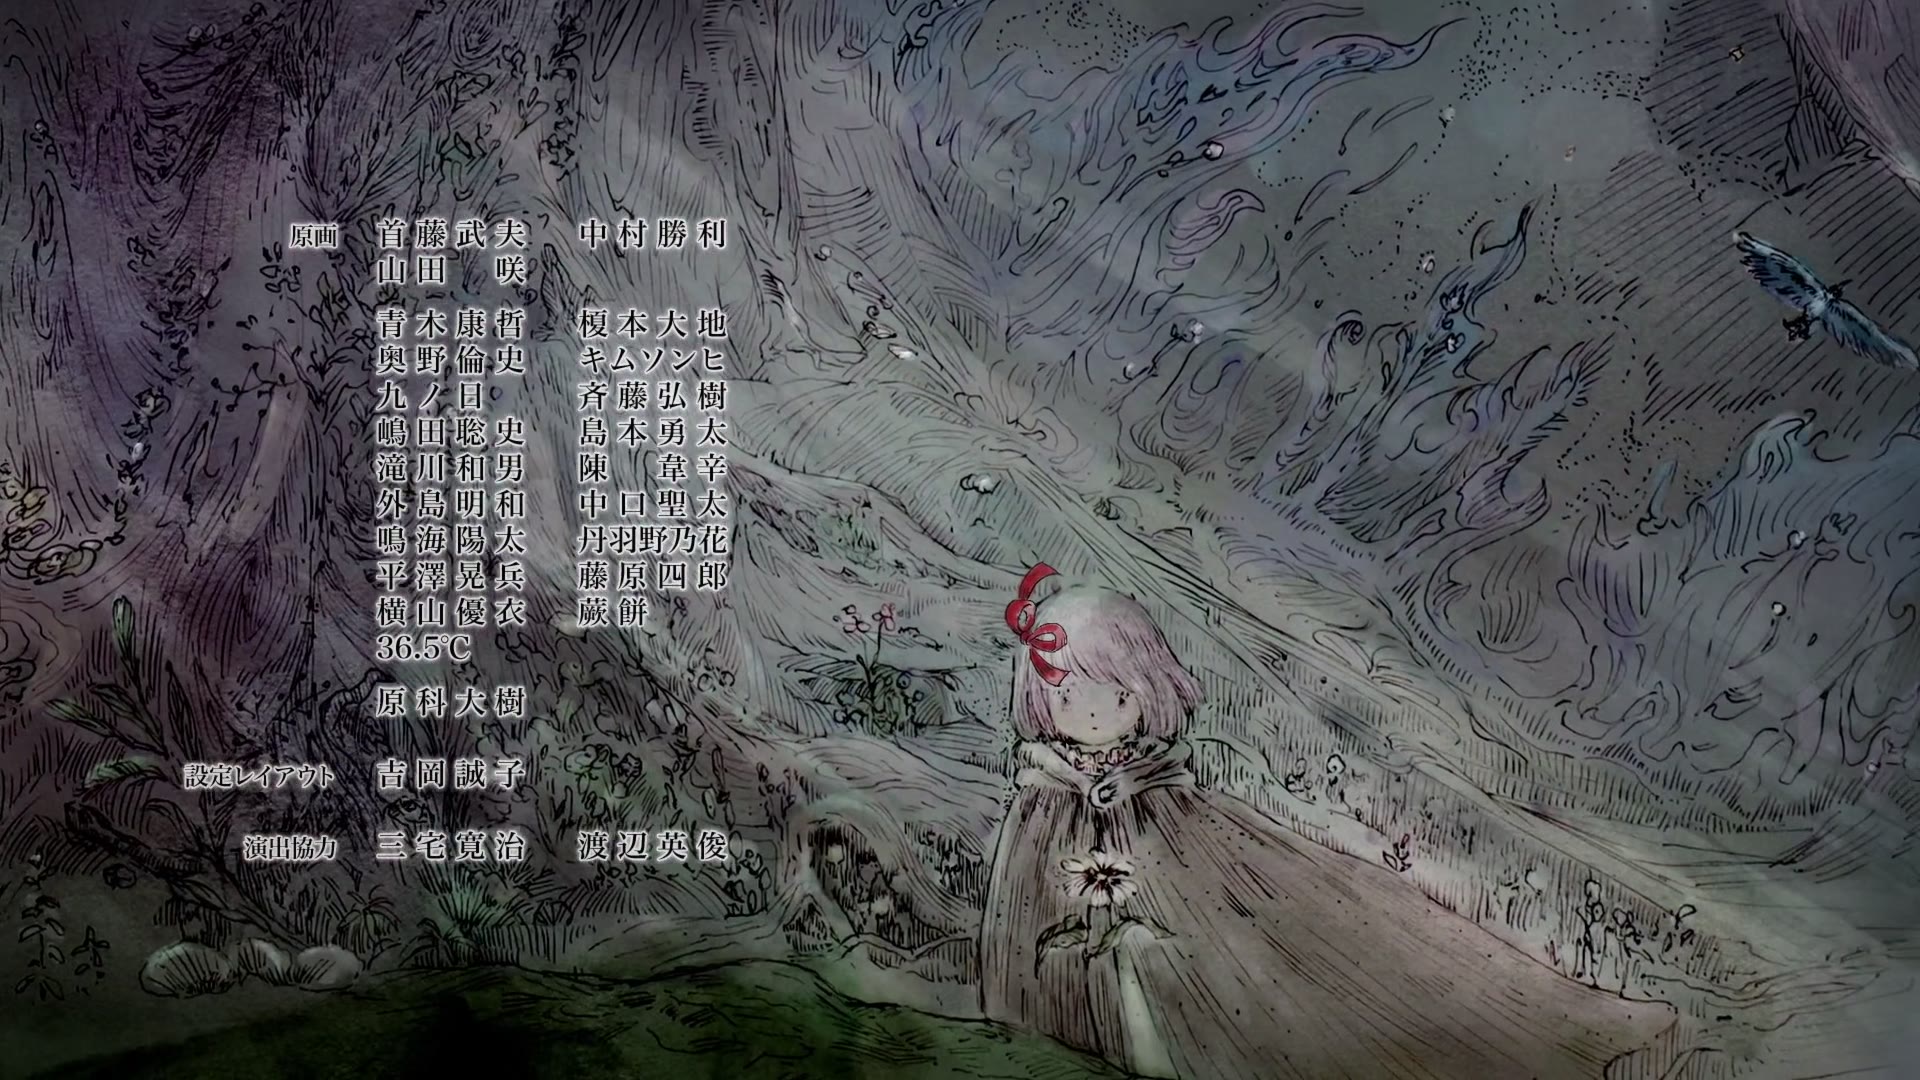 原画 首藤武夫 中村勝利
山田 咲
青木康哲 榎本大地
奥野倫史 キムソンヒ
九ノ日 斉藤弘樹
嶋田聡史 島本勇太
滝川和男 陳 韋辛
外島明和 中口聖太
鳴海陽太 丹羽野乃花
平澤晃兵 藤原四郎
横山優衣 蕨餅
36.5℃
原科大樹
設定レイアウト 吉岡誠子
演出協力 三宅寛治 渡辺英俊